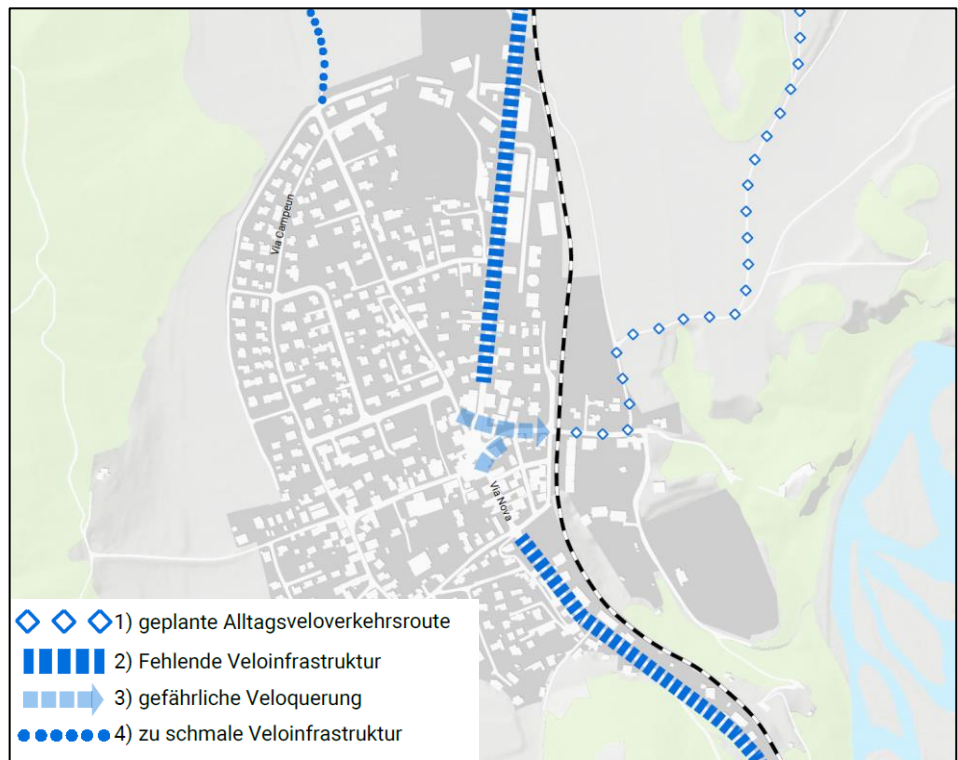 Via Campeun
Via Nova
1) geplante Alltagsveloverkehrsroute
2) Fehlende Veloinfrastruktur
3) gefährliche Veloquerung
4) zu schmale Veloinfrastruktur